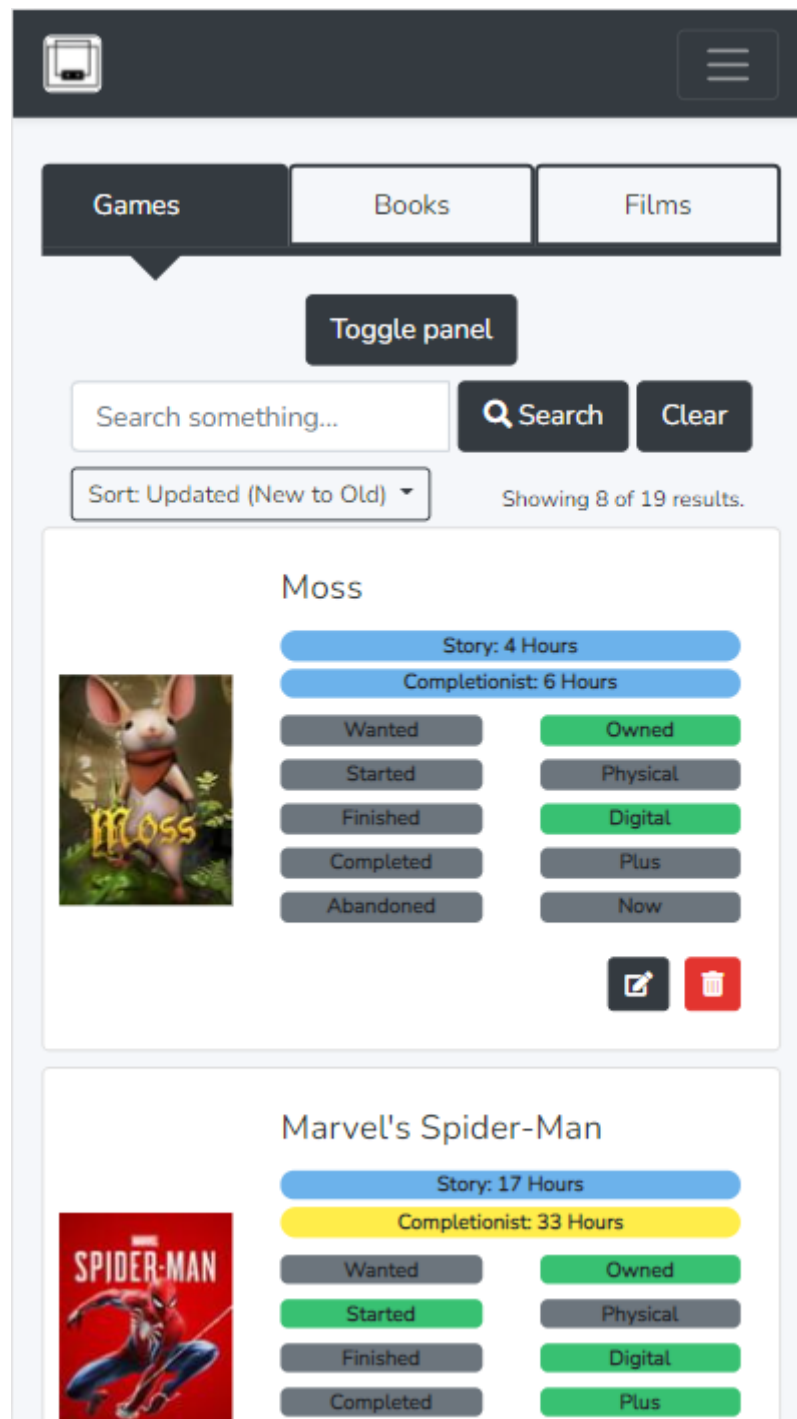 Games Books Films
Toggle panel
Search something... Search Clear
Sort: Updated (New to Old) Showing 8 of 19 results.
Moss
Story: 4 Hours
Completionist: 6 Hours
Wanted Owned
Started Physical
Finished Digital
Completed Plus
Abandoned Now
Moss
Marvel's Spider-Man
Story: 17 Hours
Completionist: 33 Hours
Wanted Owned
Started Physical
Finished Digital
Completed Plus
MARVEL
SPIDER-MAN